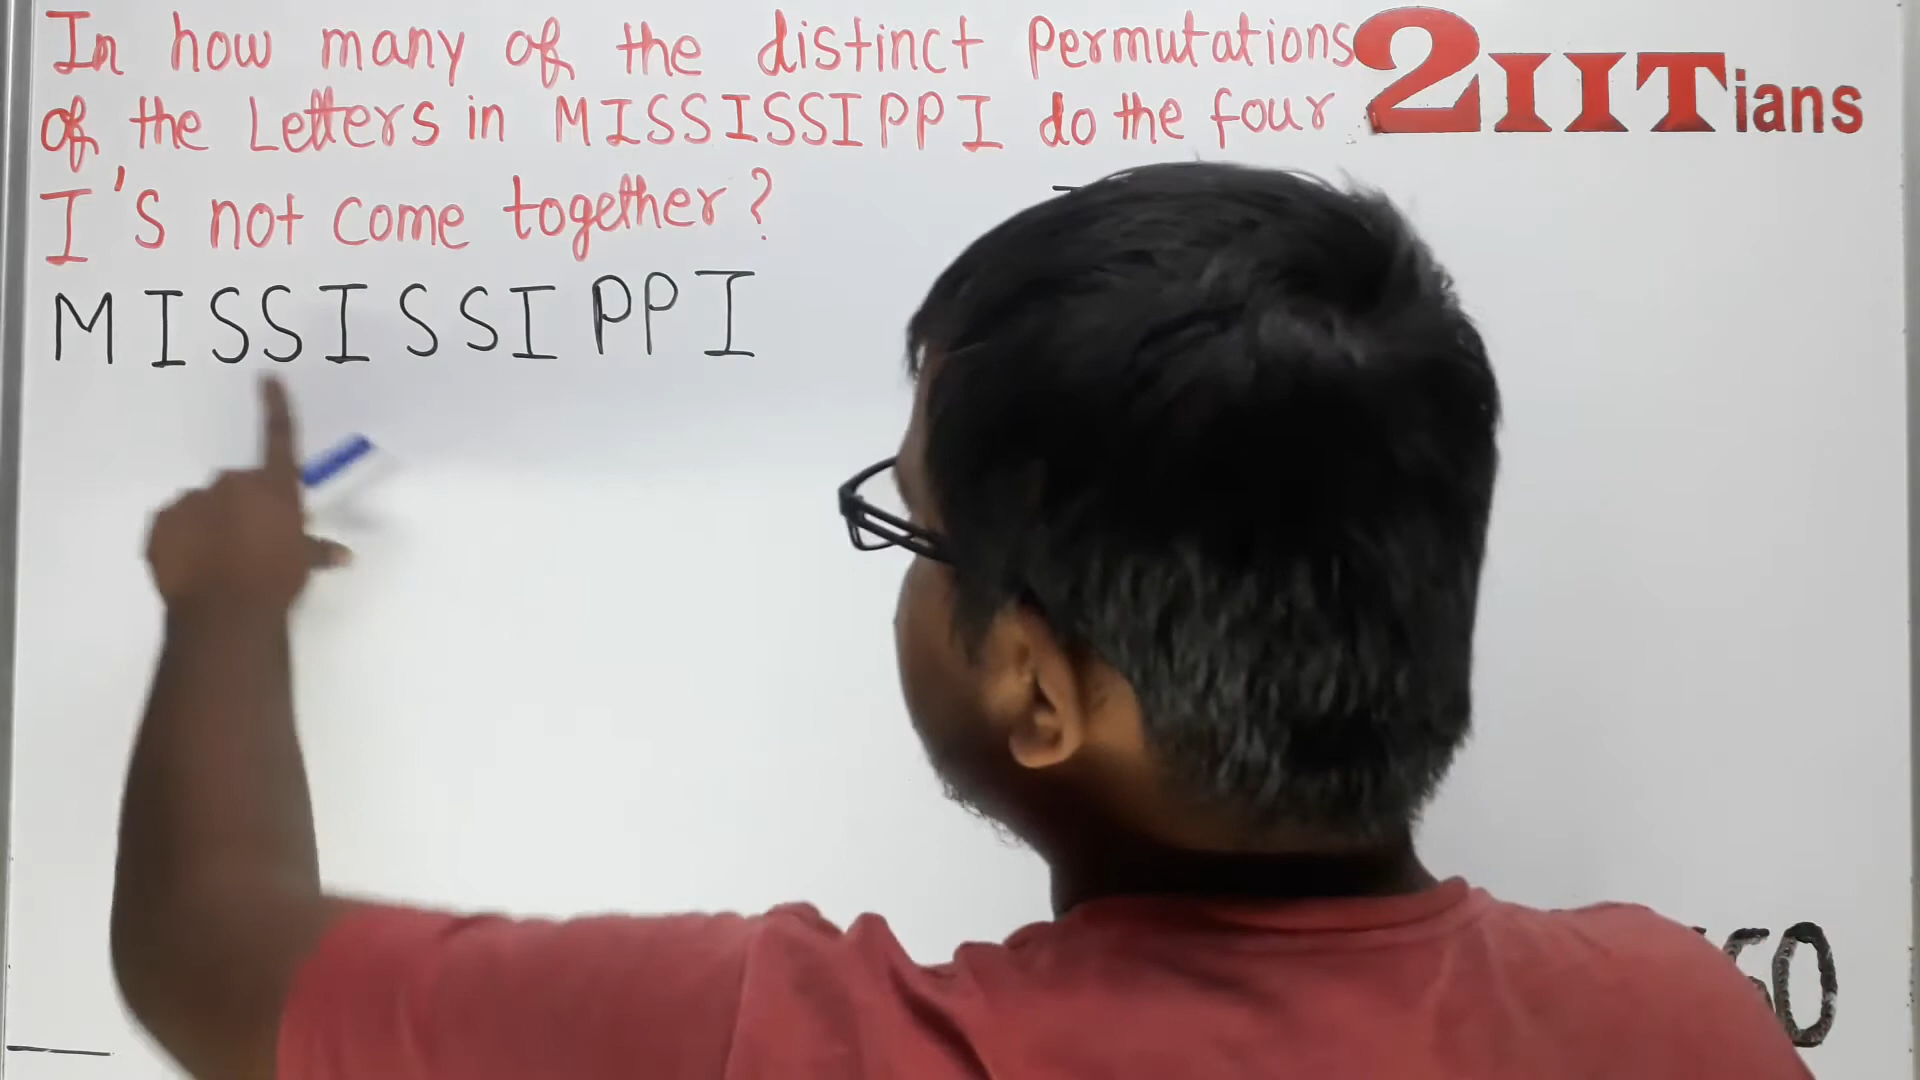 In how many of the distinct Permutations
of the Letters in MISSISSIPPI do the four
I's not come together?
2IITians
MISSISSIPPI